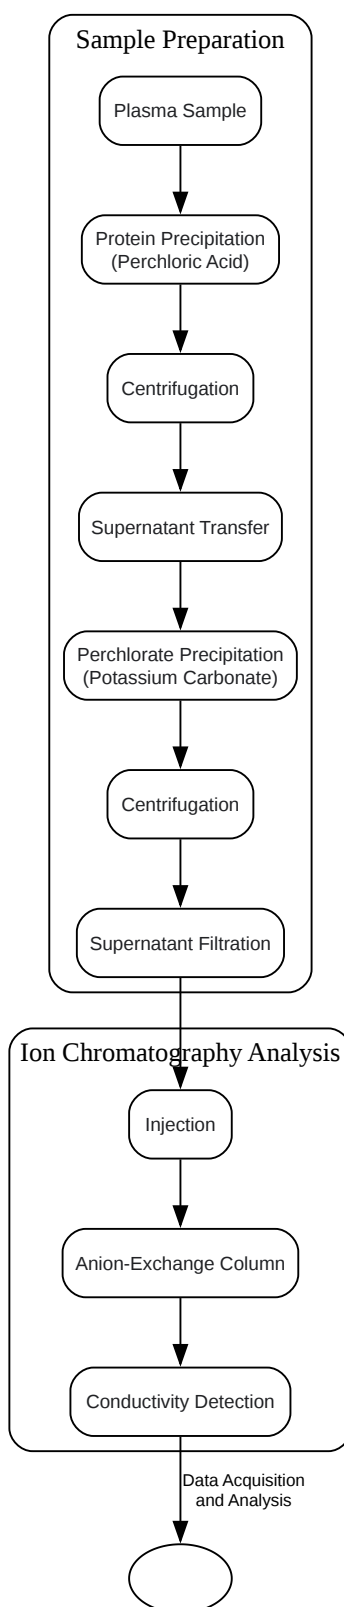 Sample Preparation
Plasma Sample
Protein Precipitation
(Perchloric Acid)
Centrifugation
Supernatant Transfer
Perchlorate Precipitation
(Potassium Carbonate)
Centrifugation
Supernatant Filtration
Ion Chromatography Analysis
Injection
Anion-Exchange Column
Conductivity Detection
Data Acquisition
and Analysis